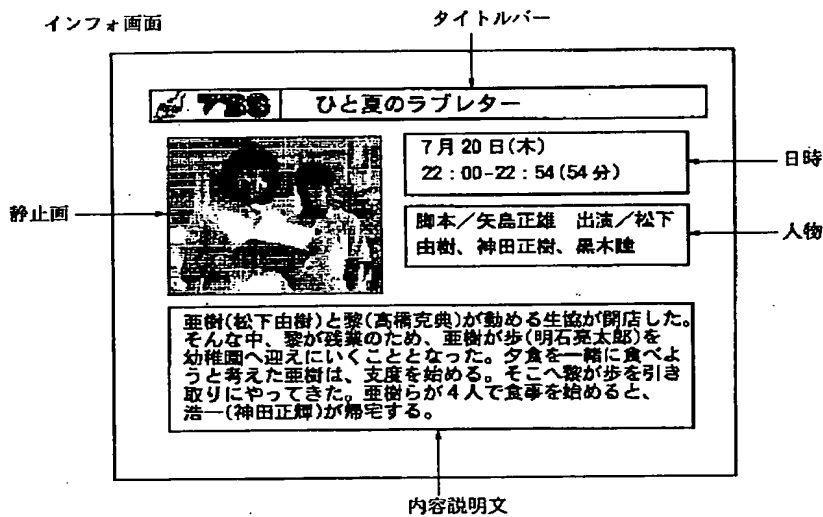 インフォ画面
タイトルバー
TBS ひと夏のラブレター
7月20日(木)
22：00-22：54(54分)
日時
静止画
脚本／矢島正雄 出演／松下
由樹、神田正樹、黒木瞳
人物
亜樹(松下由樹)と黎(高橋克典)が動める生協が開店した。
そんな中、黎が残業のため、亜樹が歩(明石亮太郎)を
幼稚園へ迎えにいくこととなった。夕食を一緒に食べよ
うと考えた亜樹は、支度を始める。そこへ黎が歩を引き
取りにやってきた。亜樹らが4人で食事を始めると、
浩一(神田正輝)が帰宅する。
内容説明文